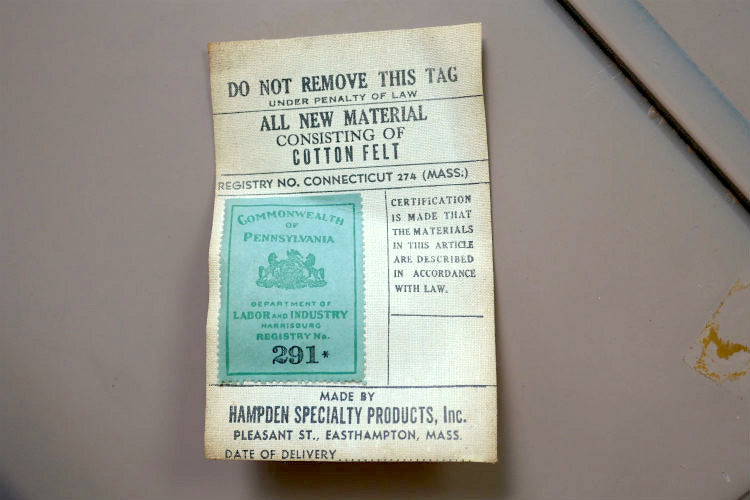 DO NOT REMOVE THIS TAG
UNDER PENALTY OF LAW
ALL NEW MATERIAL
CONSISTING OF
COTTON FELT
REGISTRY NO. CONNECTICUT 274 (MASS.)
COMMONWEALTH
OF
PENNSYLVANIA
DEPARTMENT OF
LABOR AND INDUSTRY
HARRISBURG
REGISTRY No.
291*
CERTIFICATION
IS MADE THAT
THE MATERIALS
IN THIS ARTICLE
ARE DESCRIBED
IN ACCORDANCE
WITH LAW.
MADE BY
HAMPDEN SPECIALTY PRODUCTS, Inc.
PLEASANT ST., EASTHAMPTON, MASS.
DATE OF DELIVERY